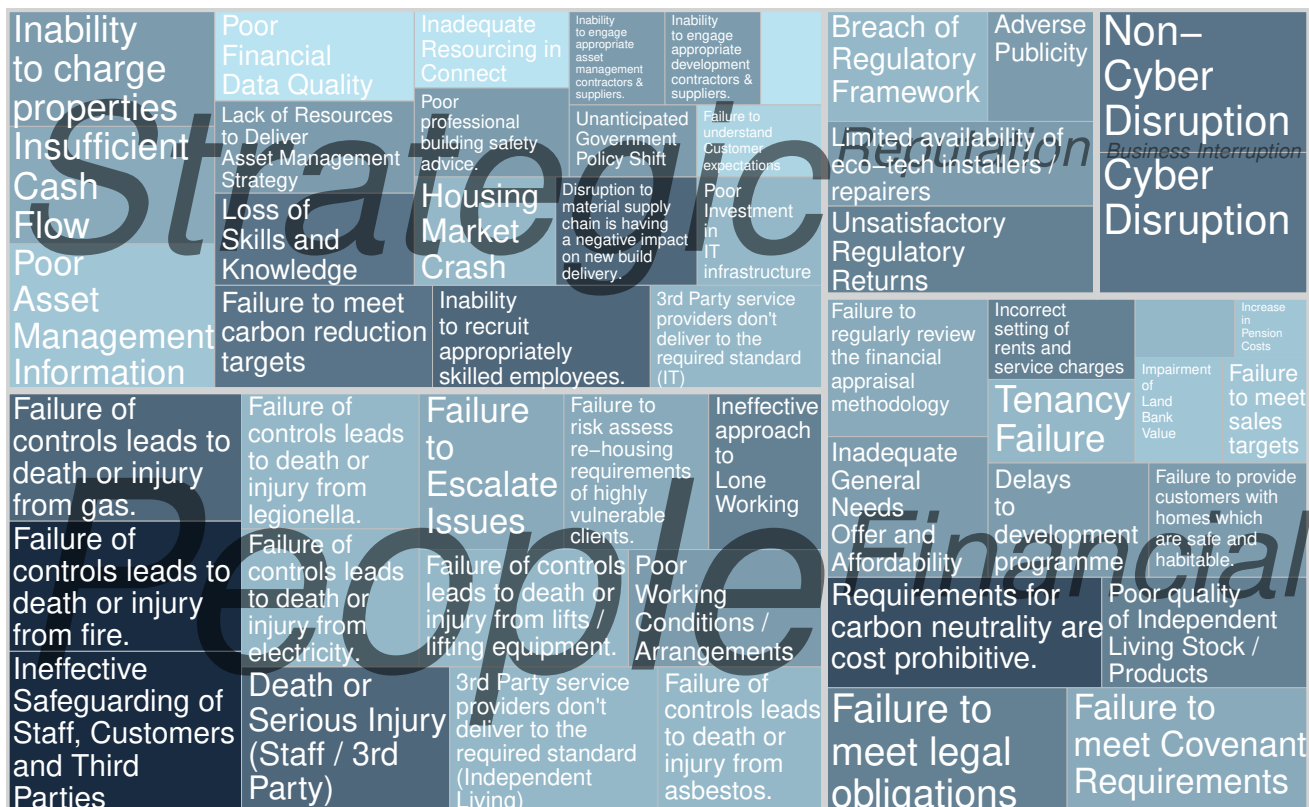 Strategic
Inability
to charge
properties
Insufficient
Cash
Flow
Poor
Asset
Management
Information
Poor
Financial
Data Quality
Lack of Resources
to Deliver
Asset Management
Strategy
Loss of
Skills and
Knowledge
Failure to meet
carbon reduction
targets
Inadequate
Resourcing in
Connect
Poor
professional
building safety
advice.
Housing
Market
Crash
Inability
to recruit
appropriately
skilled employees.
Inability
to engage
appropriate
asset
management
contractors &
suppliers.
Inability
to engage
appropriate
development
contractors &
suppliers.
Unanticipated
Government
Policy Shift
Failure to
understand
Customer
expectations
Disruption to
material supply
chain is having
a negative impact
on new build
delivery.
Poor
Investment
in
IT
infrastructure
3rd Party service
providers don't
deliver to the
required standard
(IT)
Breach of
Regulatory
Framework
Adverse
Publicity
Limited availability of
eco−tech installers /
repairers
Unsatisfactory
Regulatory
Returns
Non−
Cyber
Disruption
Business Interruption
Cyber
Disruption
People
Failure of
controls leads to
death or injury
from gas.
Failure of
controls leads to
death or injury
from fire.
Ineffective
Safeguarding of
Staff, Customers
and Third
Parties
Failure of
controls leads
to death or
injury from
legionella.
Failure of
controls leads
to death or
injury from
electricity.
Death or
Serious Injury
(Staff / 3rd
Party)
Failure
to
Escalate
Issues
Failure to
risk assess
re−housing
requirements
of highly
vulnerable
clients.
Ineffective
approach
to
Lone
Working
Failure of controls
leads to death or
injury from lifts /
lifting equipment.
Poor
Working
Conditions /
Arrangements
3rd Party service
providers don't
deliver to the
required standard
(Independent
Living)
Failure of
controls leads
to death or
injury from
asbestos.
Financial
Failure to
regularly review
the financial
appraisal
methodology
Inadequate
General
Needs
Offer and
Affordability
Incorrect
setting of
rents and
service charges
Tenancy
Failure
Increase
in
Pension
Costs
Impairment
of
Land
Bank
Value
Failure
to meet
sales
targets
Delays
to
development
programme
Failure to provide
customers with
homes which
are safe and
habitable.
Requirements for
carbon neutrality are
cost prohibitive.
Poor quality
of Independent
Living Stock /
Products
Failure to
meet legal
obligations
Failure to
meet Covenant
Requirements